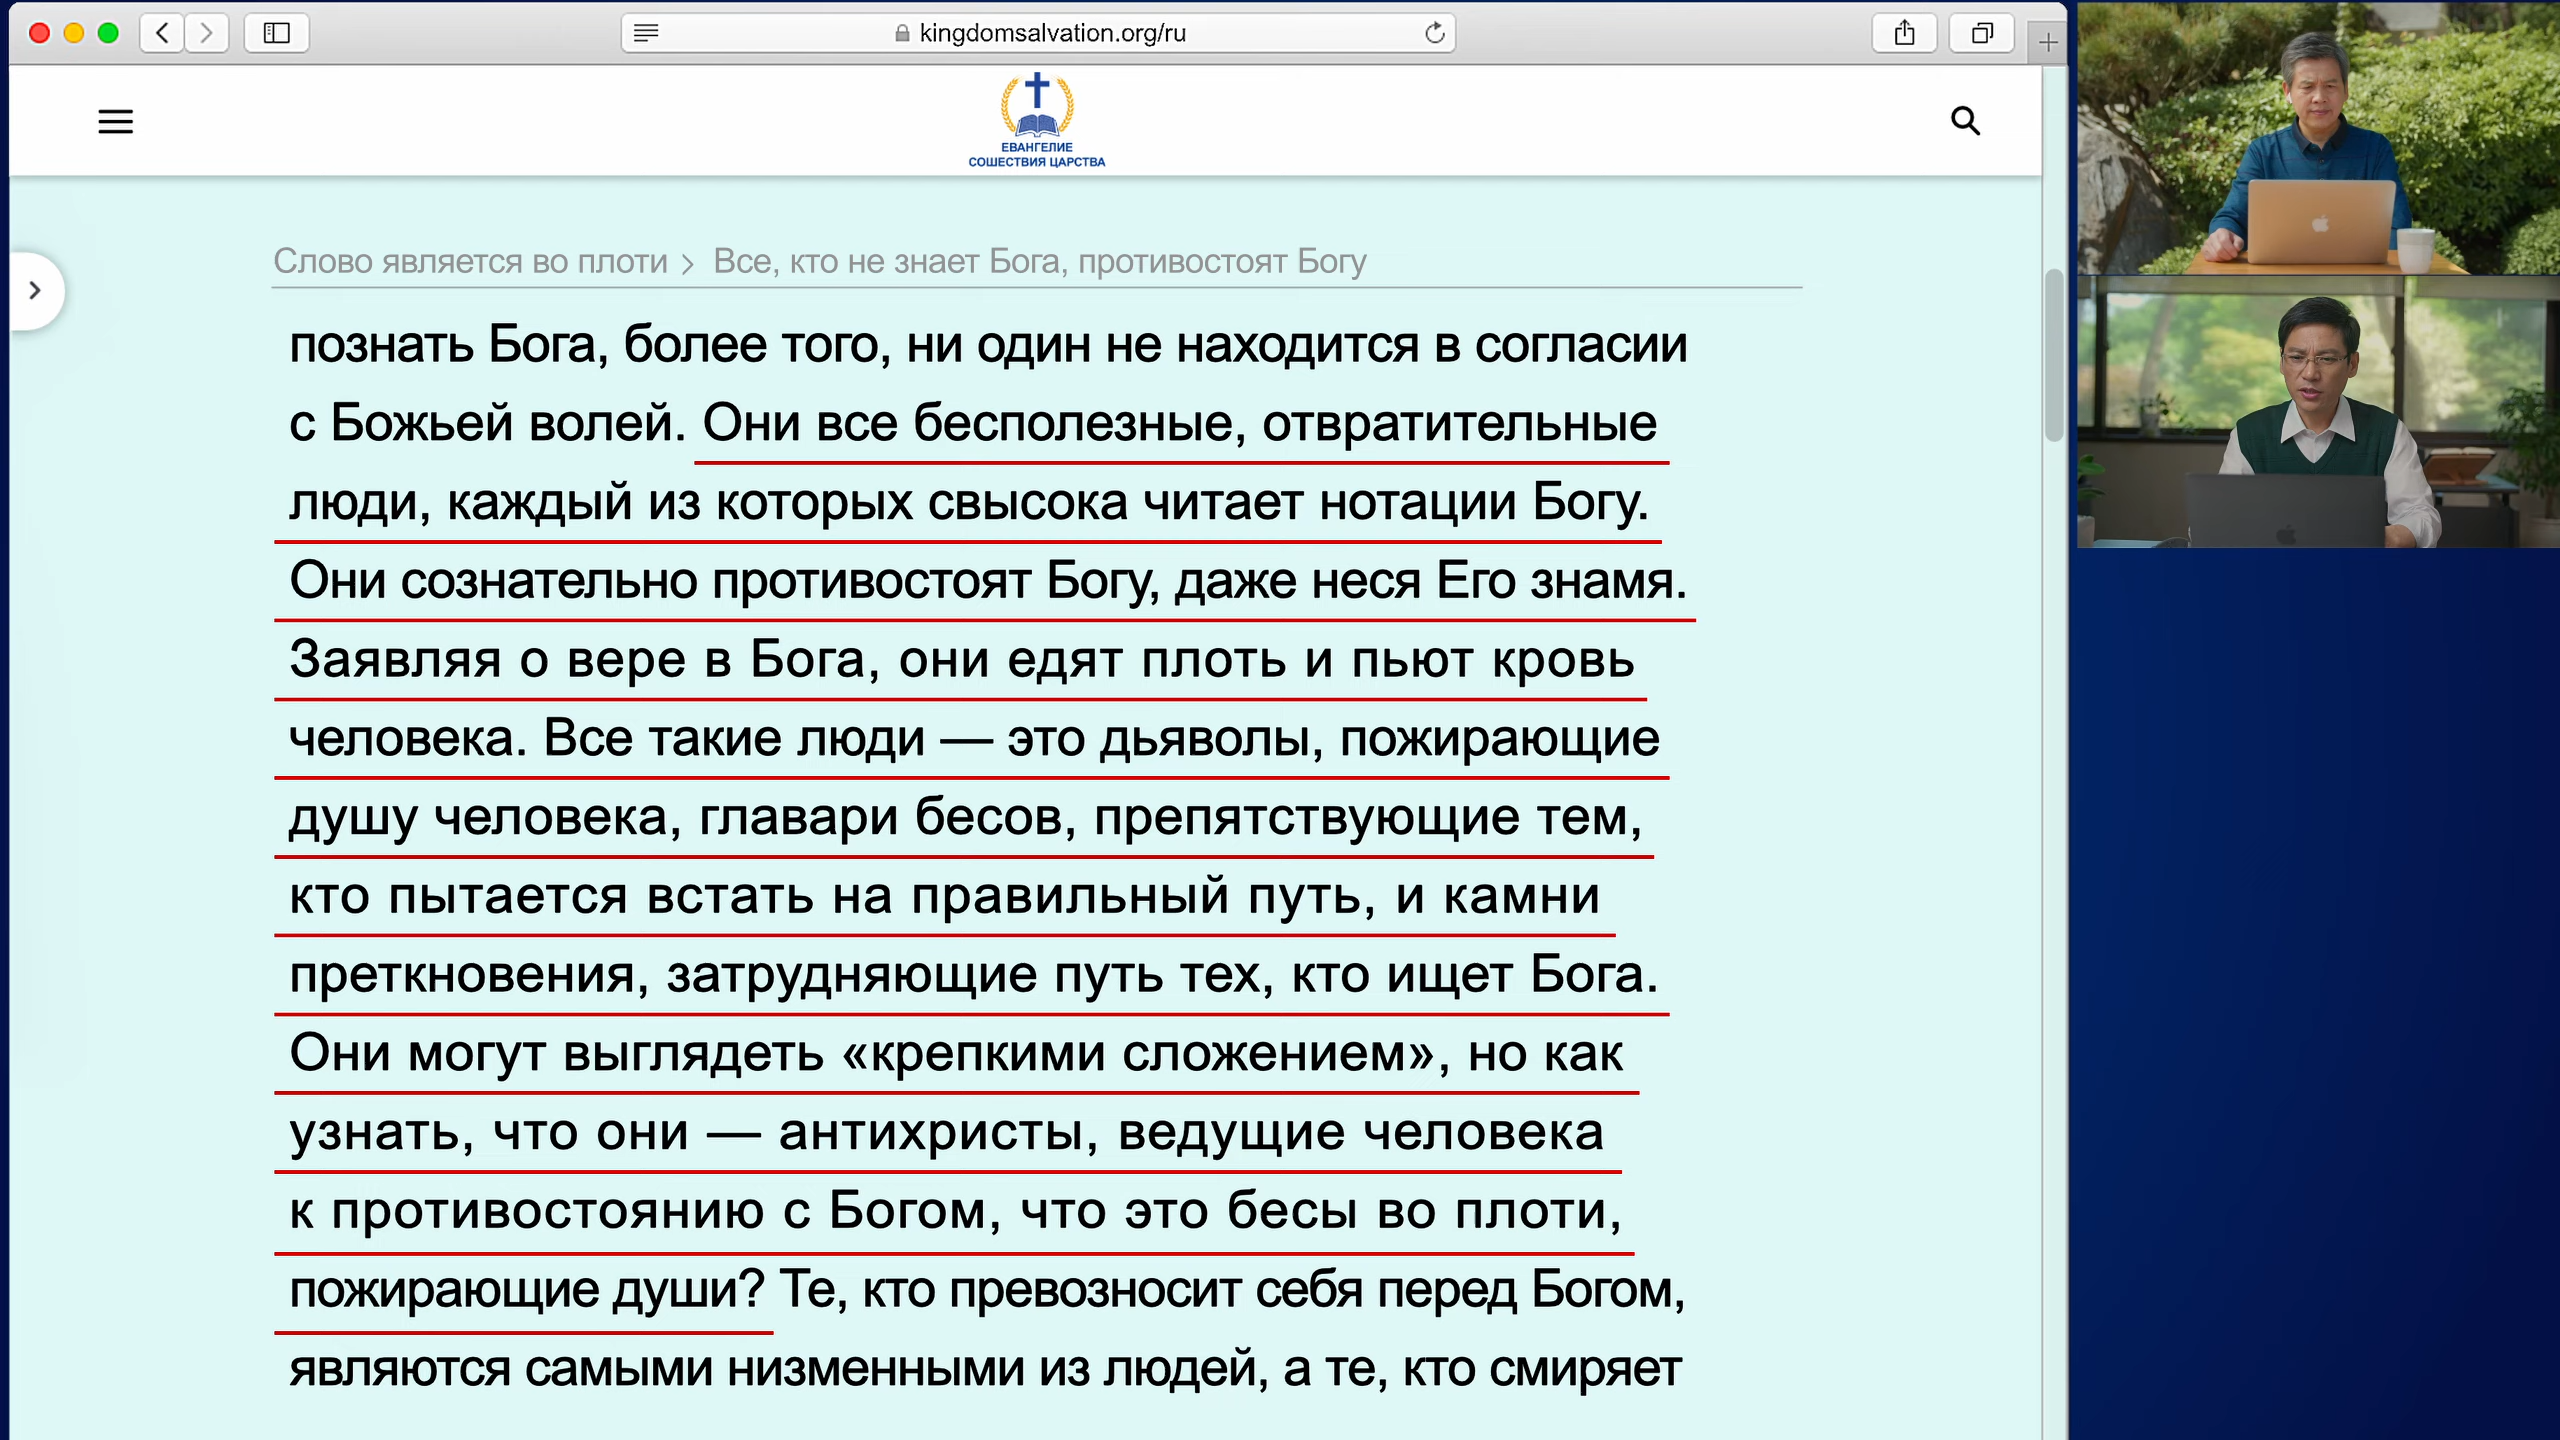 kingdomsalvation.org/ru
ЕВАНГЕЛИЕ
СОШЕСТВИЯ ЦАРСТВА
Слово является во плоти > Все, кто не знает Бога, противостоят Богу
познать Бога, более того, ни один не находится в согласии
с Божьей волей. Они все бесполезные, отвратительные
люди, каждый из которых свысока читает нотации Богу.
Они сознательно противостоят Богу, даже неся Его знамя.
Заявляя о вере в Бога, они едят плоть и пьют кровь
человека. Все такие люди — это дьяволы, пожирающие
душу человека, главари бесов, препятствующие тем,
кто пытается встать на правильный путь, и камни
преткновения, затрудняющие путь тех, кто ищет Бога.
Они могут выглядеть «крепкими сложением», но как
узнать, что они — антихристы, ведущие человека
к противостоянию с Богом, что это бесы во плоти,
пожирающие души? Те, кто превозносит себя перед Богом,
являются самыми низменными из людей, а те, кто смиряет